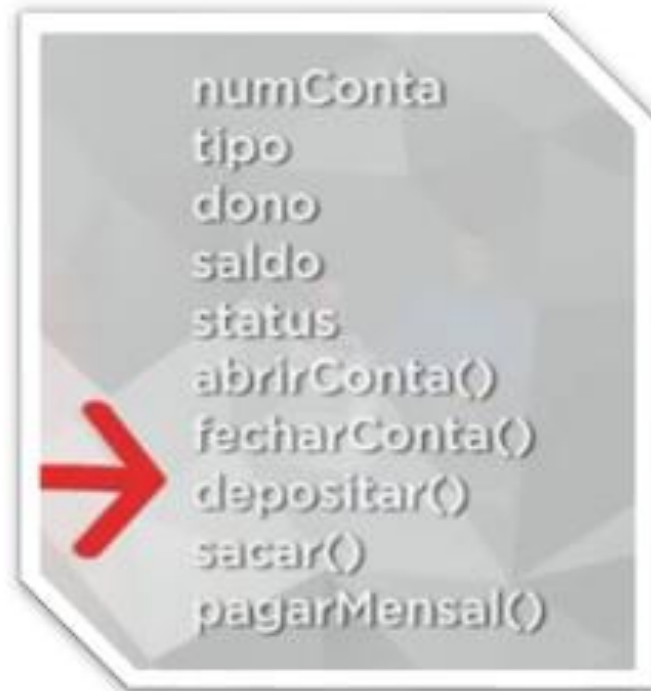 numConta
tipo
dono
saldo
status
abrirConta()
fecharConta()
depositar()
sacar()
pagarMensal()